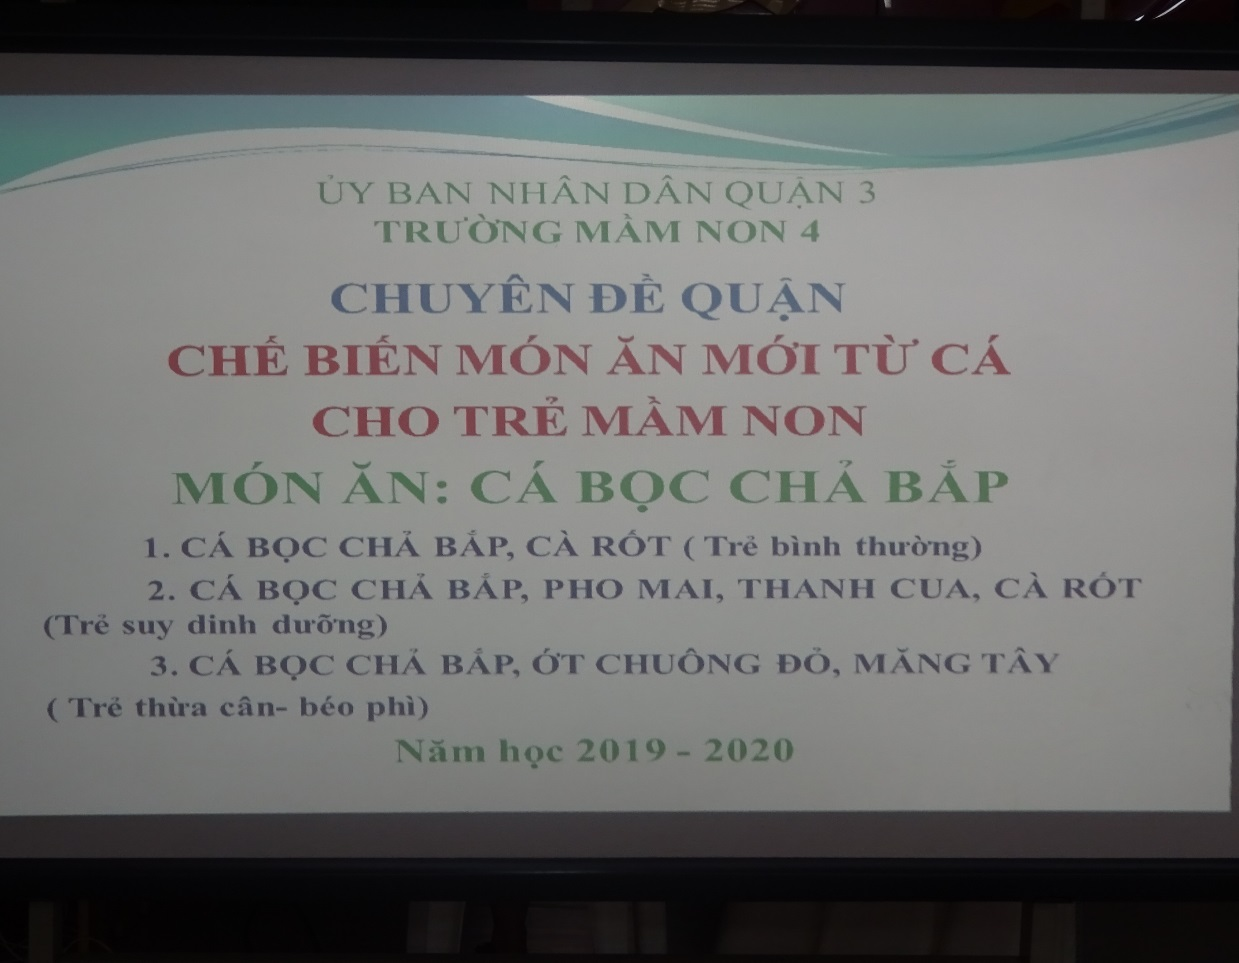 ỦY BAN NHÂN DÂN QUẬN 3
TRƯỜNG MẦM NON 4
CHUYÊN ĐỀ QUẬN
CHẾ BIẾN MÓN ĂN MỚI TỪ CÁ
CHO TRẺ MẦM NON
MÓN ĂN: CÁ BỌC CHẢ BẮP
1. CÁ BỌC CHẢ BẮP, CÀ RỐT ( Trẻ bình thường)
2. CÁ BỌC CHẢ BẮP, PHO MAI, THANH CUA, CÀ RỐT
(Trẻ suy dinh dưỡng)
3. CÁ BỌC CHẢ BẮP, ỚT CHUÔNG ĐỎ, MĂNG TÂY
( Trẻ thừa cân- béo phì)
Năm học 2019 - 2020